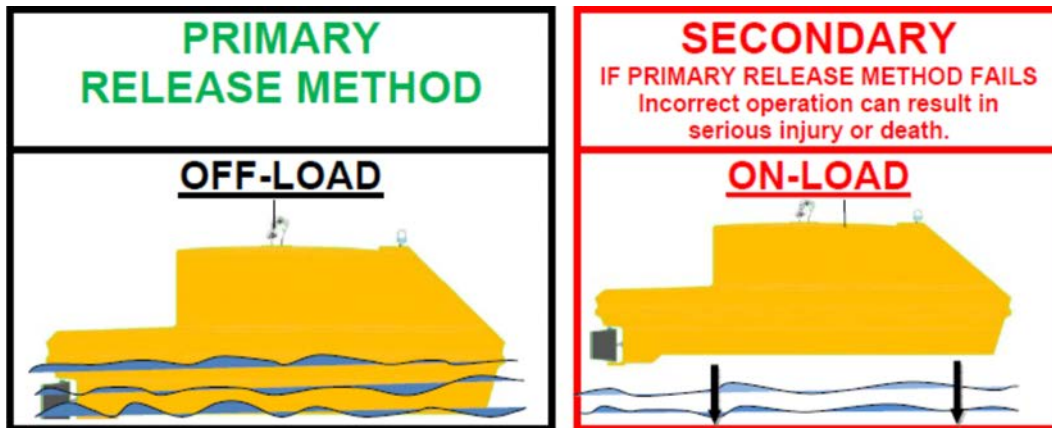 PRIMARY
RELEASE METHOD
OFF-LOAD
SECONDARY
IF PRIMARY RELEASE METHOD FAILS
Incorrect operation can result in
serious injury or death.
ON-LOAD